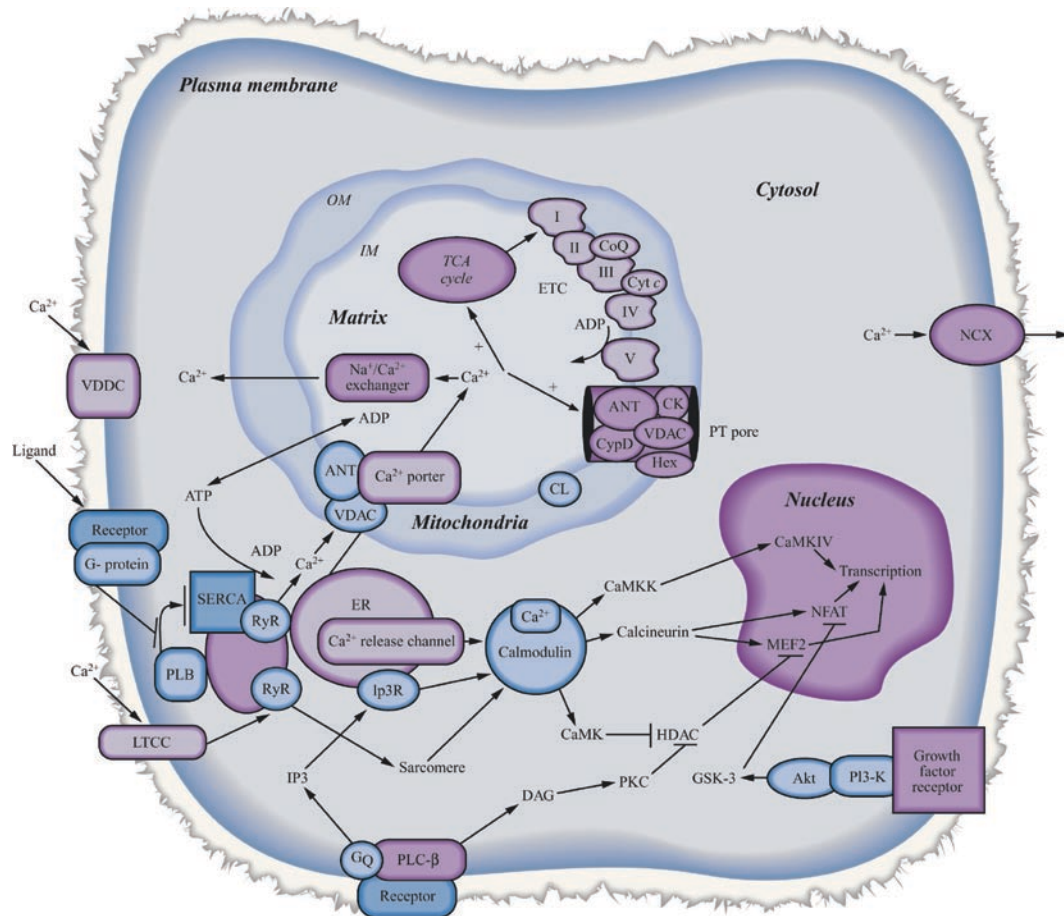 Plasma membrane
Cytosol
OM
IM
I
II
CoQ
III
Cyt c
IV
V
ETC
ADP
TCA
cycle
Matrix
+
+
Na⁺/Ca²⁺
exchanger
Ca²⁺
Ca²⁺
ADP
ANT
CK
CypD
VDAC
Hex
PT pore
ANT
Ca²⁺ porter
VDAC
CL
Mitochondria
Ca²⁺
VDDC
Ca²⁺
NCX
Ligand
Receptor
G- protein
ATP
ADP
Ca²⁺
SERCA
RyR
PLB
RyR
Ca²⁺
LTCC
ER
Ca²⁺ release channel
Ip3R
Ca²⁺
Calmodulin
CaMKK
Calcineurin
CaMK
HDAC
Nucleus
CaMKIV
Transcription
NFAT
MEF2
Sarcomere
IP3
DAG
PKC
GSK-3
Akt
PI3-K
Growth
factor
receptor
GQ
PLC-β
Receptor